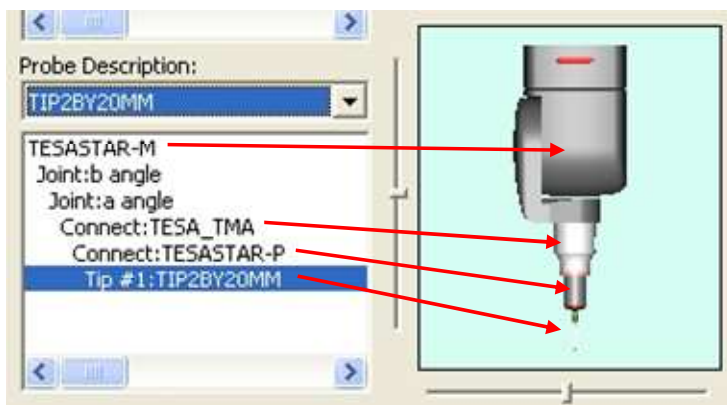 Probe Description:
TIP2BY20MM
TESASTAR-M
Joint:b angle
Joint:a angle
Connect:TESA_TMA
Connect:TESASTAR-P
Tip #1:TIP2BY20MM